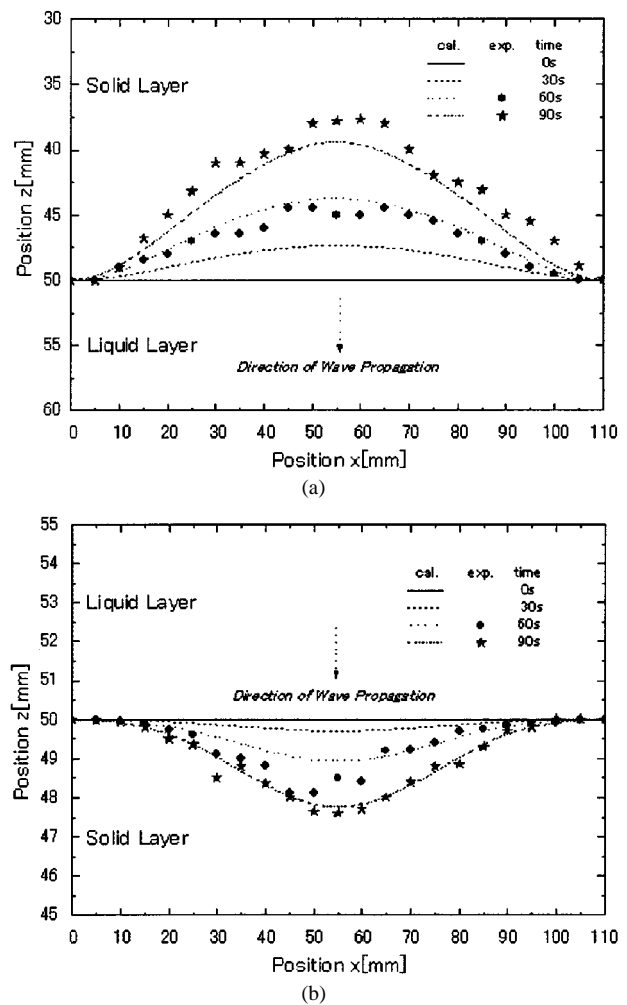 30
35
40
45
50
55
60
Position z[mm]
cal. exp. time
0s
30s
60s
90s
Solid Layer
Liquid Layer
Direction of Wave Propagation
0 10 20 30 40 50 60 70 80 90 100 110
Position x[mm]
(a)
55
54
53
52
51
50
49
48
47
46
45
Position z[mm]
cal. exp. time
0s
30s
60s
90s
Liquid Layer
Direction of Wave Propagation
Solid Layer
0 10 20 30 40 50 60 70 80 90 100 110
Position x[mm]
(b)